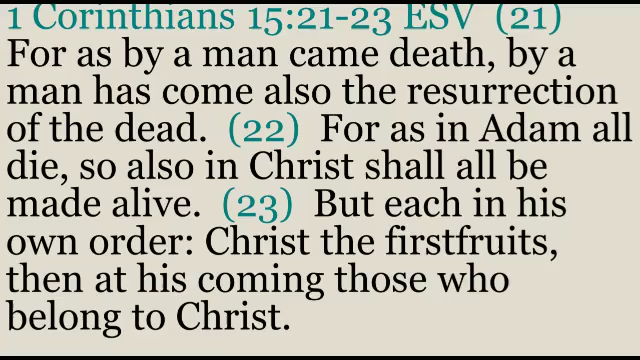 1 Corinthians 15:21-23 ESV (21)
For as by a man came death, by a
man has come also the resurrection
of the dead. (22) For as in Adam all
die, so also in Christ shall all be
made alive. (23) But each in his
own order: Christ the firstfruits,
then at his coming those who
belong to Christ.